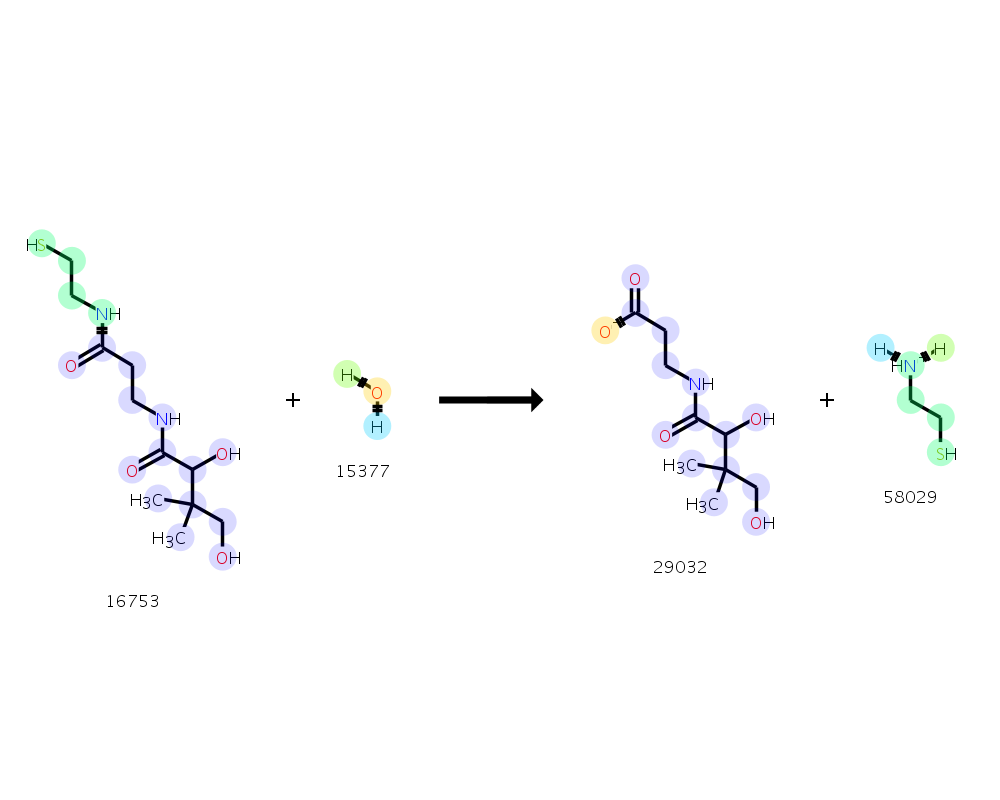 HS
NH
O
NH
O
OH
H3C
H3C
OH
16753
+
H
O
H
15377
O
O-
NH
O
OH
H3C
H3C
OH
29032
+
H
H
HN
SH
58029